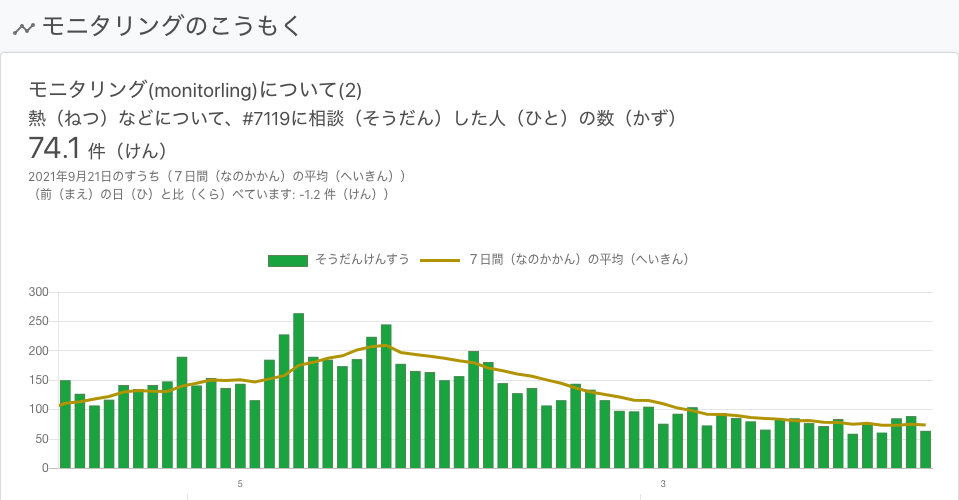 モニタリングのこうもく
モニタリング(monitorling)について(2)
熱（ねつ）などについて、#7119に相談（そうだん）した人（ひと）の数（かず）
74.1 件（けん）
2021年9月21日のすうち（７日間（なのかかん）の平均（へいきん））
（前（まえ）の日（ひ）と比（くら）べています: -1.2 件（けん））
そうだんけんすう ７日間（なのかかん）の平均（へいきん）
300
250
200
150
100
50
0
5 3